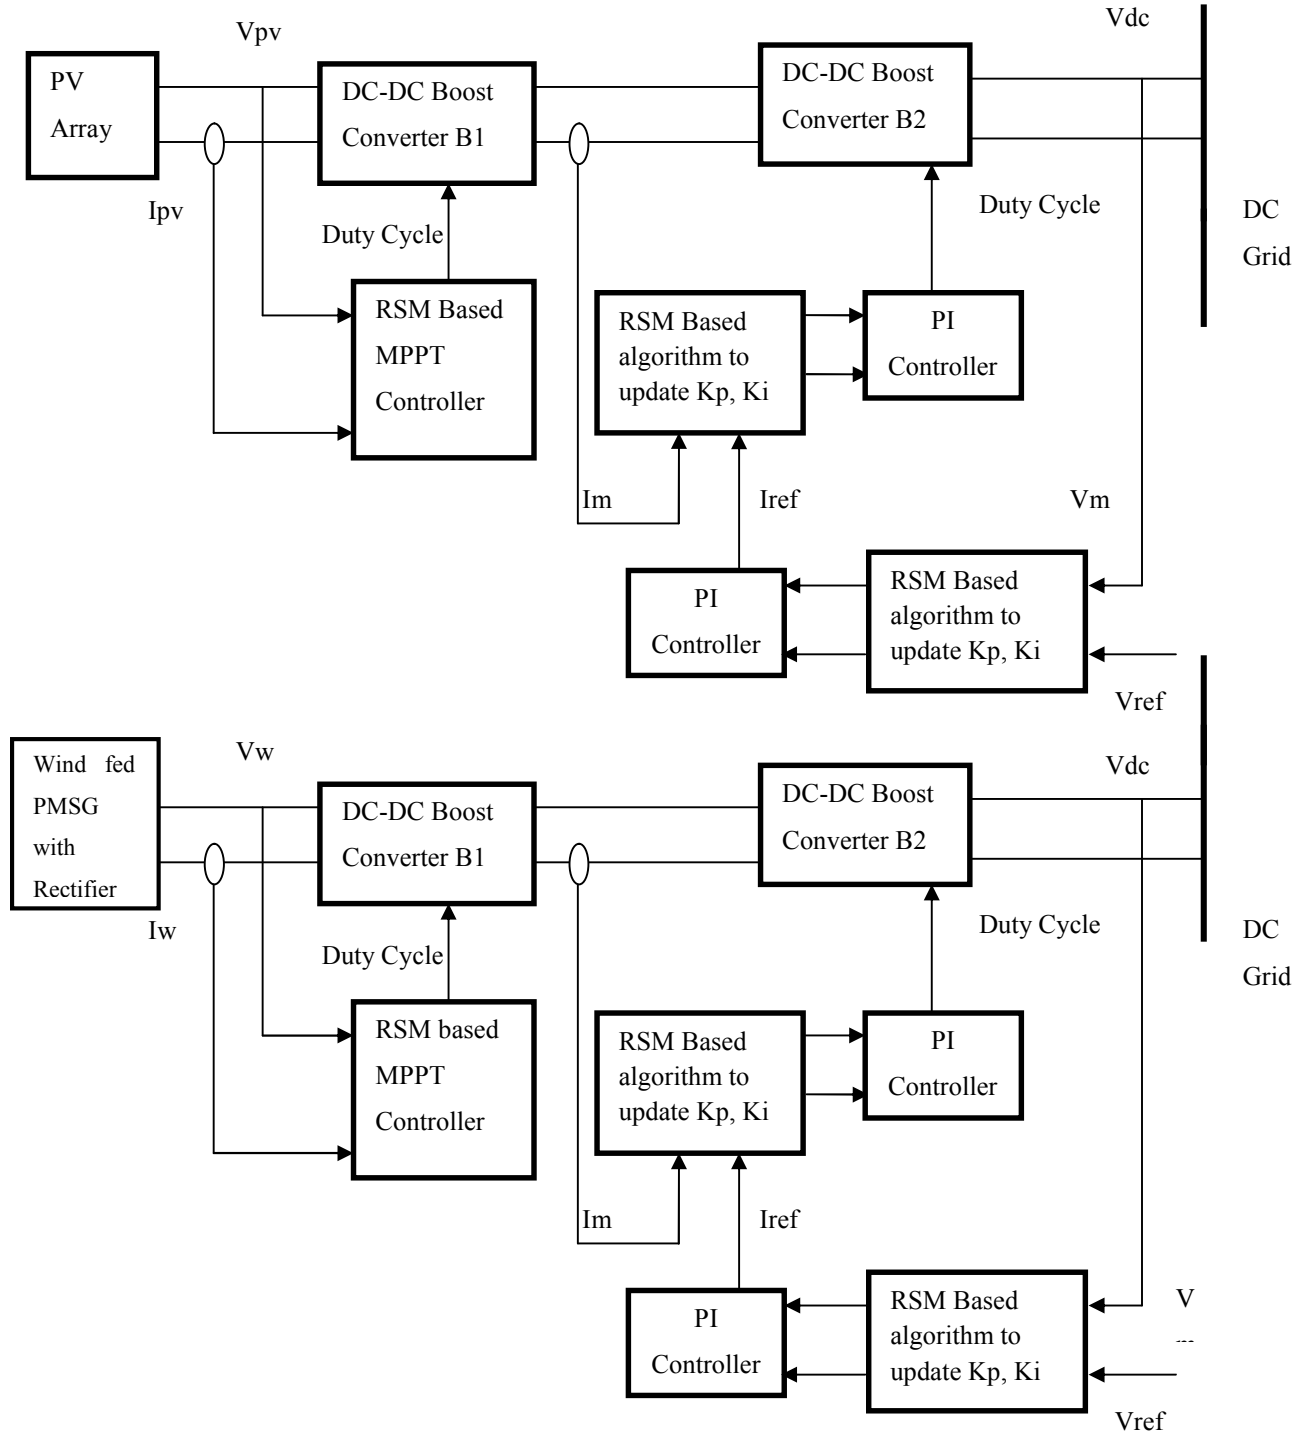 Vpv
Vdc
PV
Array
DC-DC Boost
Converter B1
DC-DC Boost
Converter B2
Ipv
Duty Cycle
Duty Cycle
DC
Grid
RSM Based
MPPT
Controller
RSM Based
algorithm to
update Kp, Ki
PI
Controller
Im
Iref
Vm
PI
Controller
RSM Based
algorithm to
update Kp, Ki
Vref
Vw
Vdc
Wind fed
PMSG
with
Rectifier
DC-DC Boost
Converter B1
DC-DC Boost
Converter B2
Iw
Duty Cycle
Duty Cycle
DC
Grid
RSM based
MPPT
Controller
RSM Based
algorithm to
update Kp, Ki
PI
Controller
Im
Iref
V
PI
Controller
RSM Based
algorithm to
update Kp, Ki
Vref